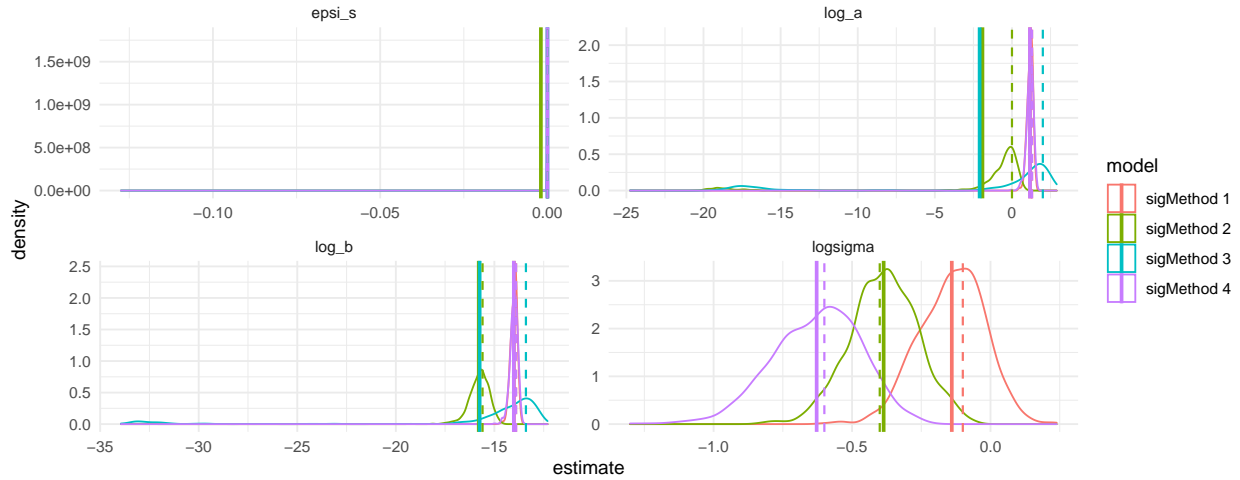 epsi_s
log_a
1.5e+09
1.0e+09
5.0e+08
0.0e+00
−0.10
−0.05
0.00
2.0
1.5
1.0
0.5
0.0
−25
−20
−15
−10
−5
0
log_b
logsigma
2.5
2.0
1.5
1.0
0.5
0.0
−35
−30
−25
−20
−15
3
2
1
0
−1.0
−0.5
0.0
density
estimate
model
sigMethod 1
sigMethod 2
sigMethod 3
sigMethod 4